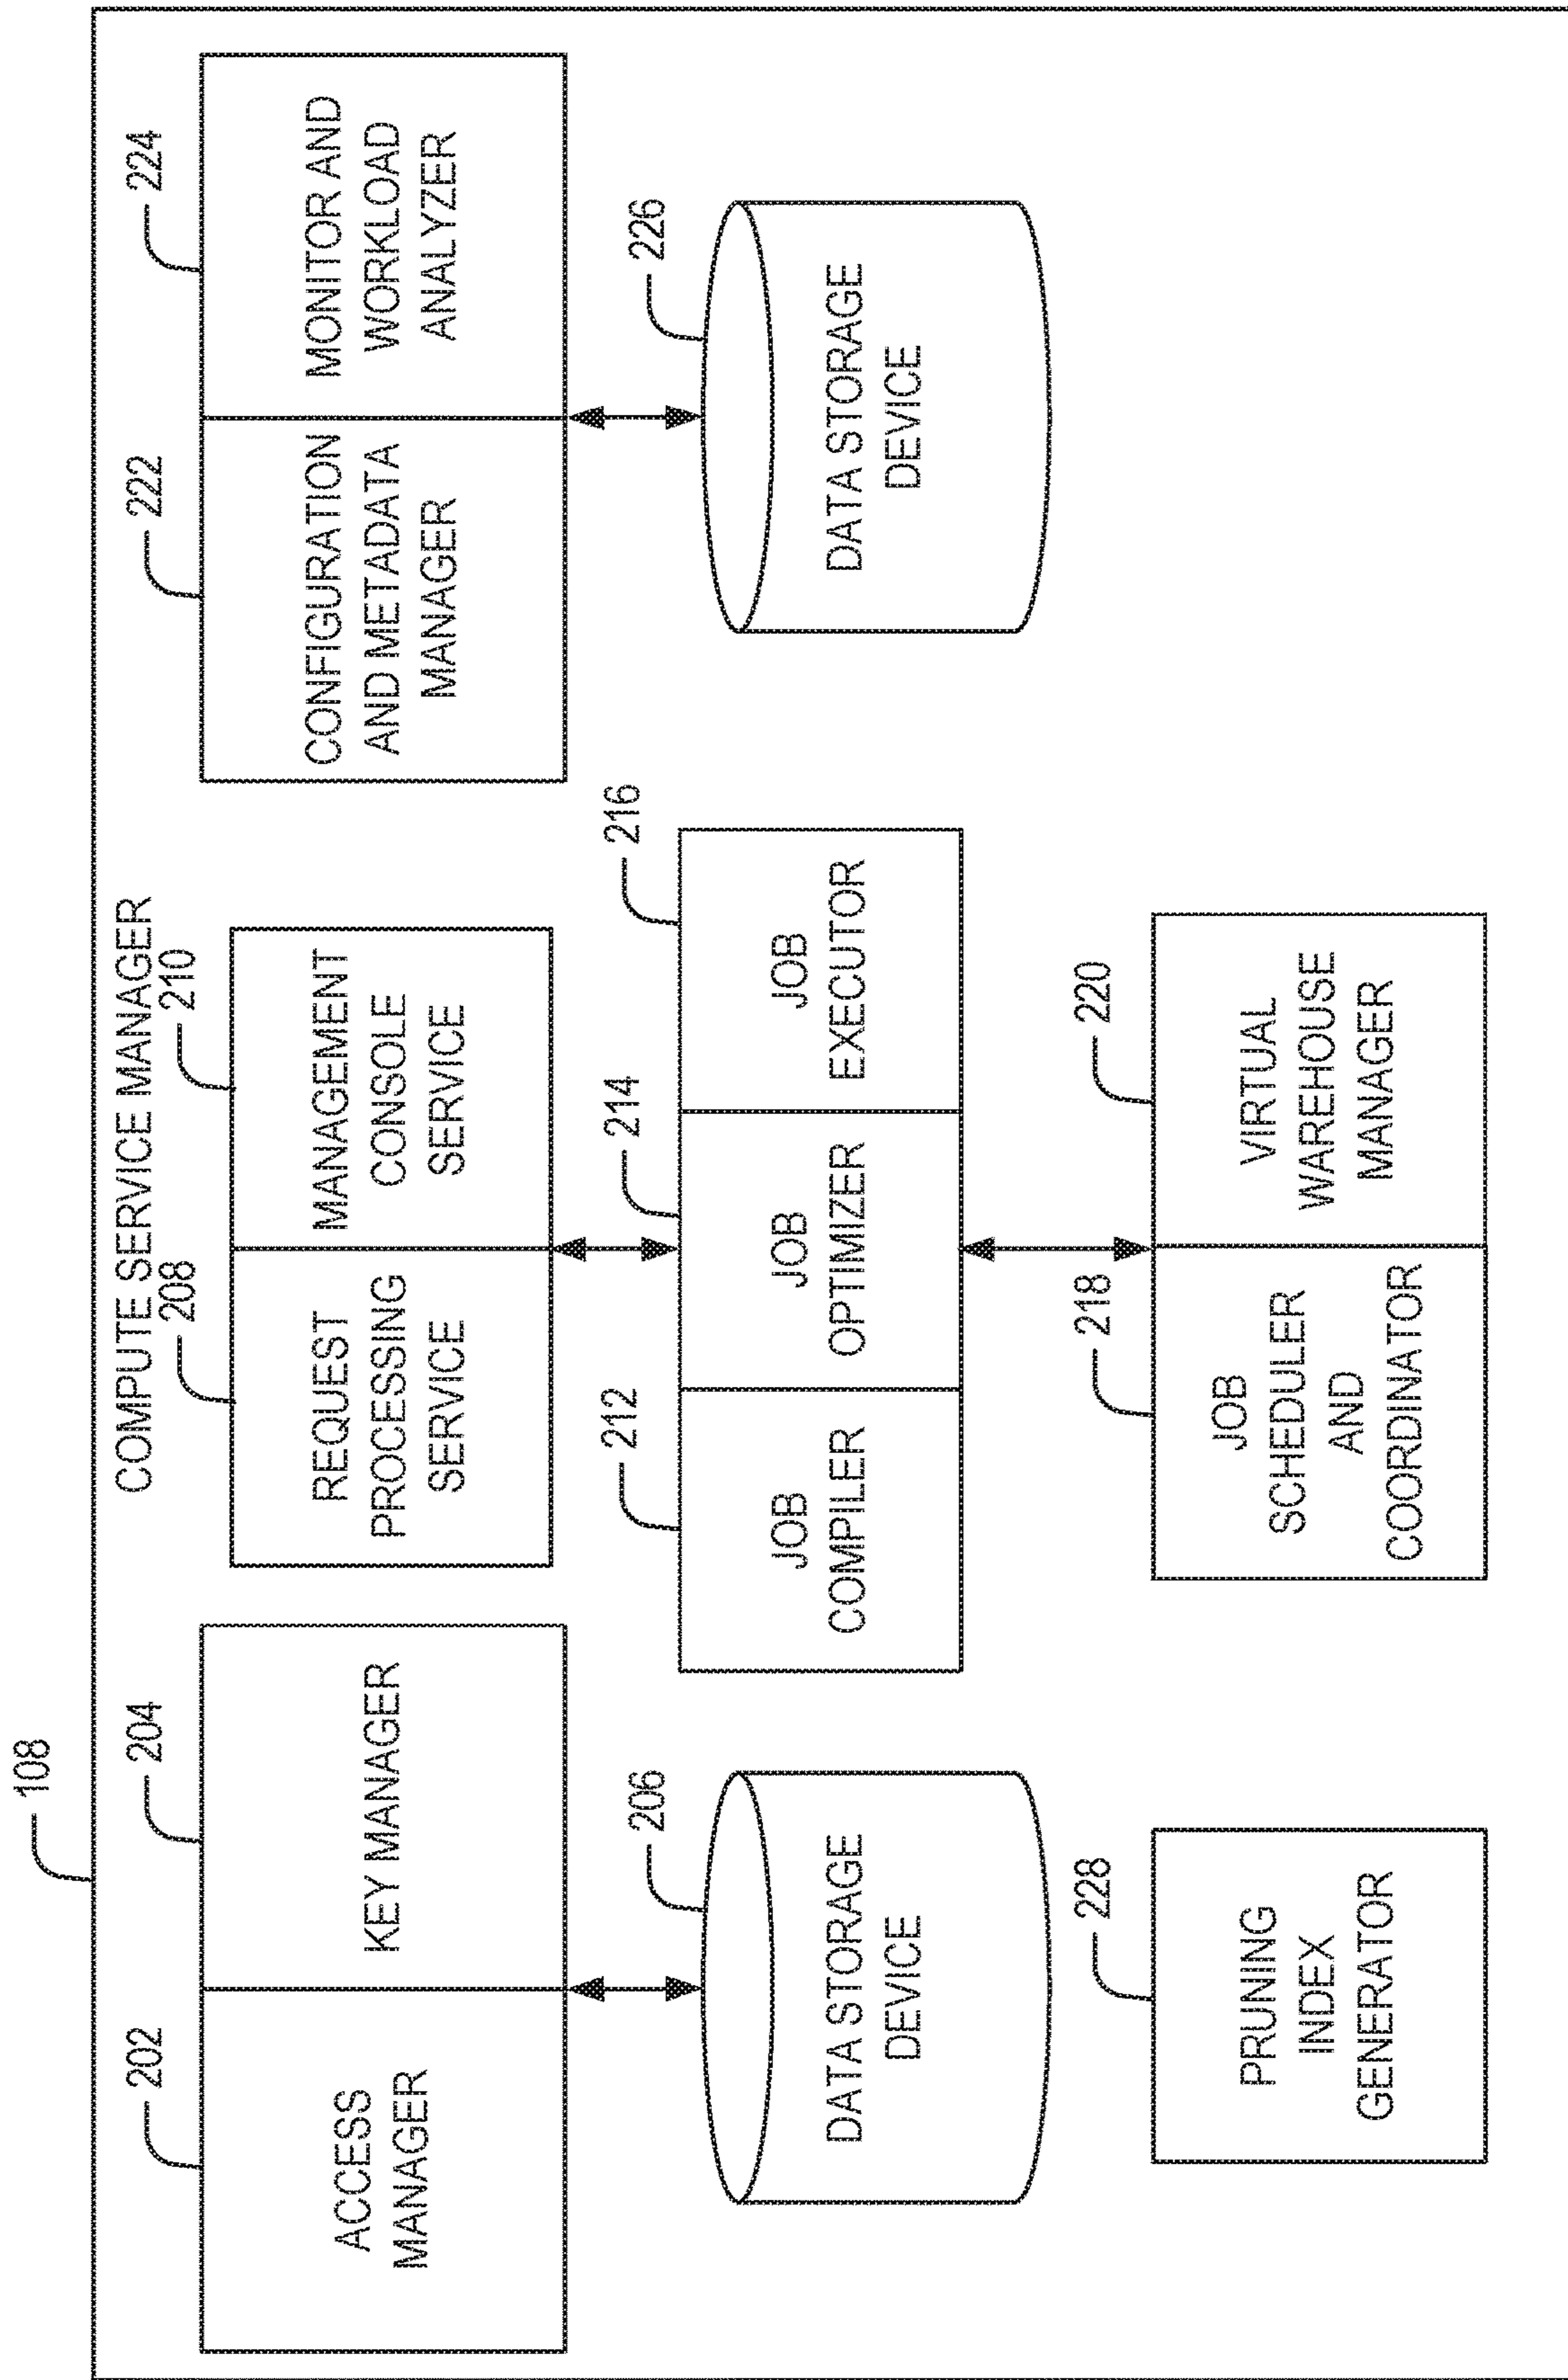 108
COMPUTE SERVICE MANAGER
202
ACCESS
MANAGER
204
KEY MANAGER
206
DATA STORAGE
DEVICE
228
PRUNING
INDEX
GENERATOR
208
REQUEST
PROCESSING
SERVICE
210
MANAGEMENT
CONSOLE
SERVICE
212
JOB
COMPILER
214
JOB
OPTIMIZER
216
JOB
EXECUTOR
218
JOB
SCHEDULER
AND
COORDINATOR
220
VIRTUAL
WAREHOUSE
MANAGER
222
CONFIGURATION
AND METADATA
MANAGER
224
MONITOR AND
WORKLOAD
ANALYZER
226
DATA STORAGE
DEVICE